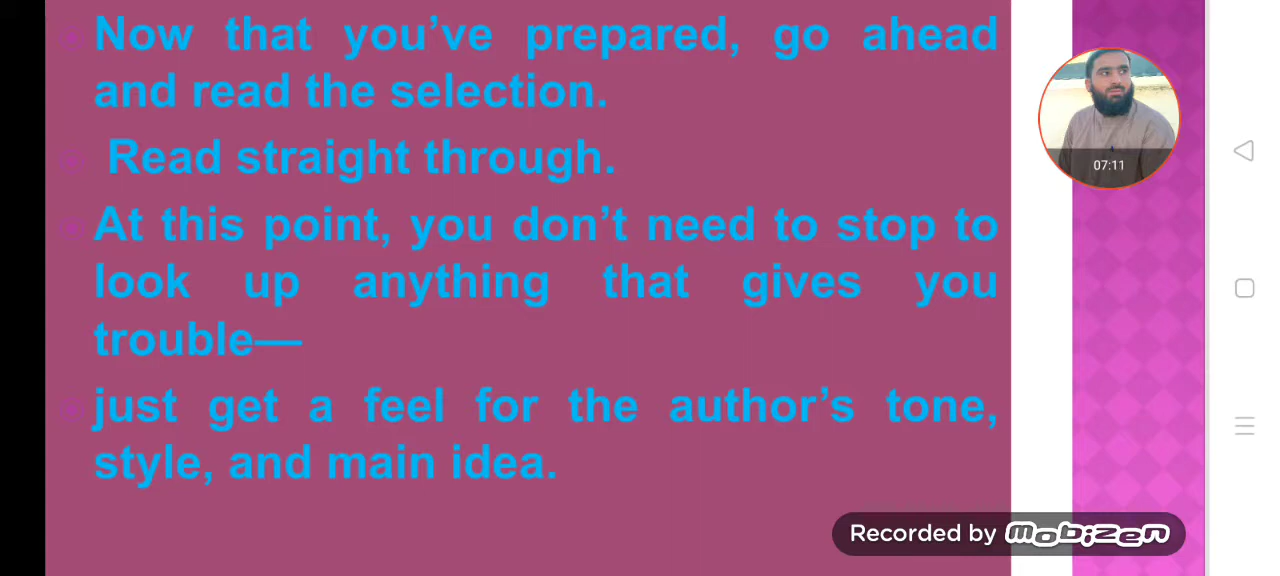 Now that you’ve prepared, go ahead
and read the selection.
Read straight through.
At this point, you don’t need to stop to
look up anything that gives you
trouble—
just get a feel for the author’s tone,
style, and main idea.
07:11
Recorded by mobizen